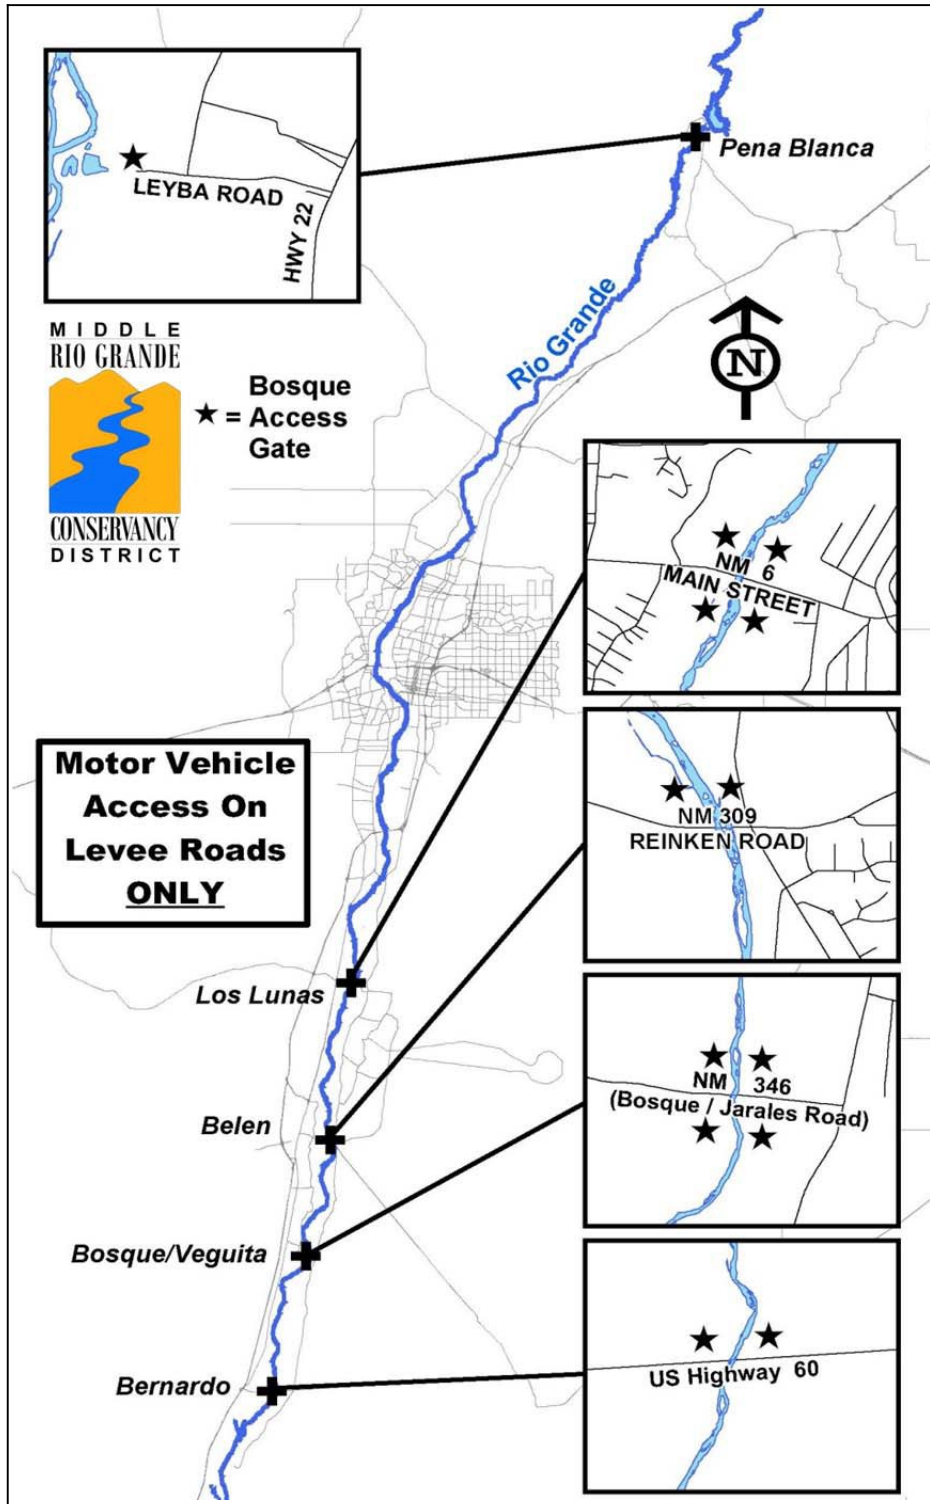 Pena Blanca
LEYBA ROAD
HWY 22
MIDDLE
RIO GRANDE
CONSERVANCY
DISTRICT
★ = Bosque
Access
Gate
Rio Grande
N
NM 6
MAIN STREET
Motor Vehicle
Access On
Levee Roads
ONLY
NM 309
REINKEN ROAD
Los Lunas
NM 346
(Bosque / Jarales Road)
Belen
Bosque/Veguita
US Highway 60
Bernardo